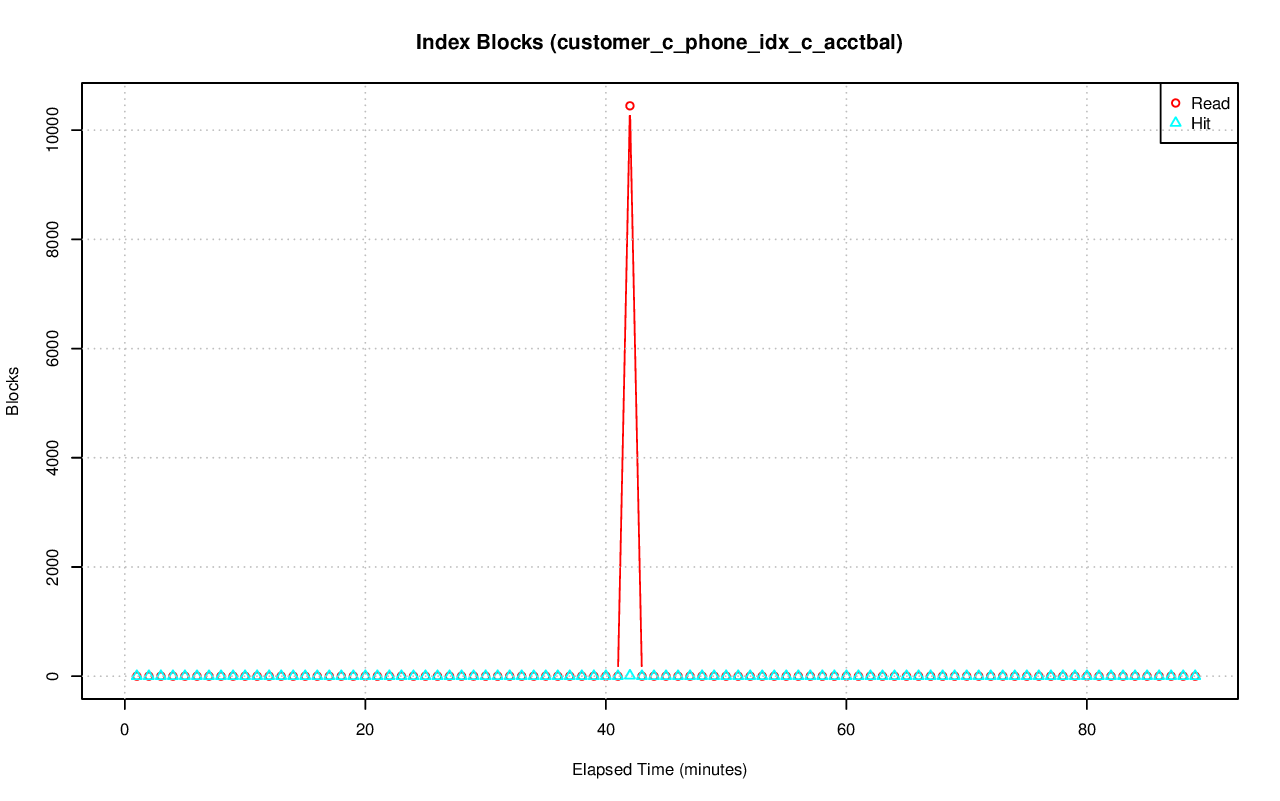 Index Blocks (customer_c_phone_idx_c_acctbal)
Read
Hit
10000
8000
6000
4000
2000
0
Blocks
0 20 40 60 80
Elapsed Time (minutes)